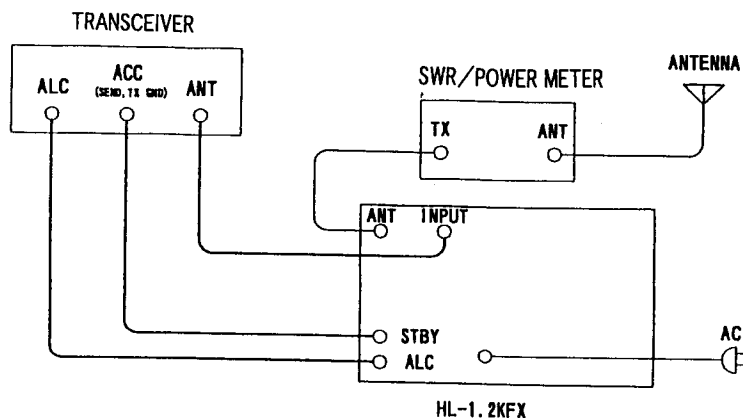 TRANSCEIVER
ALC
ACC
(SEND, TX GND)
ANT
SWR/POWER METER
TX
ANT
ANTENNA
ANT
INPUT
STBY
ALC
AC
HL-1.2KFX